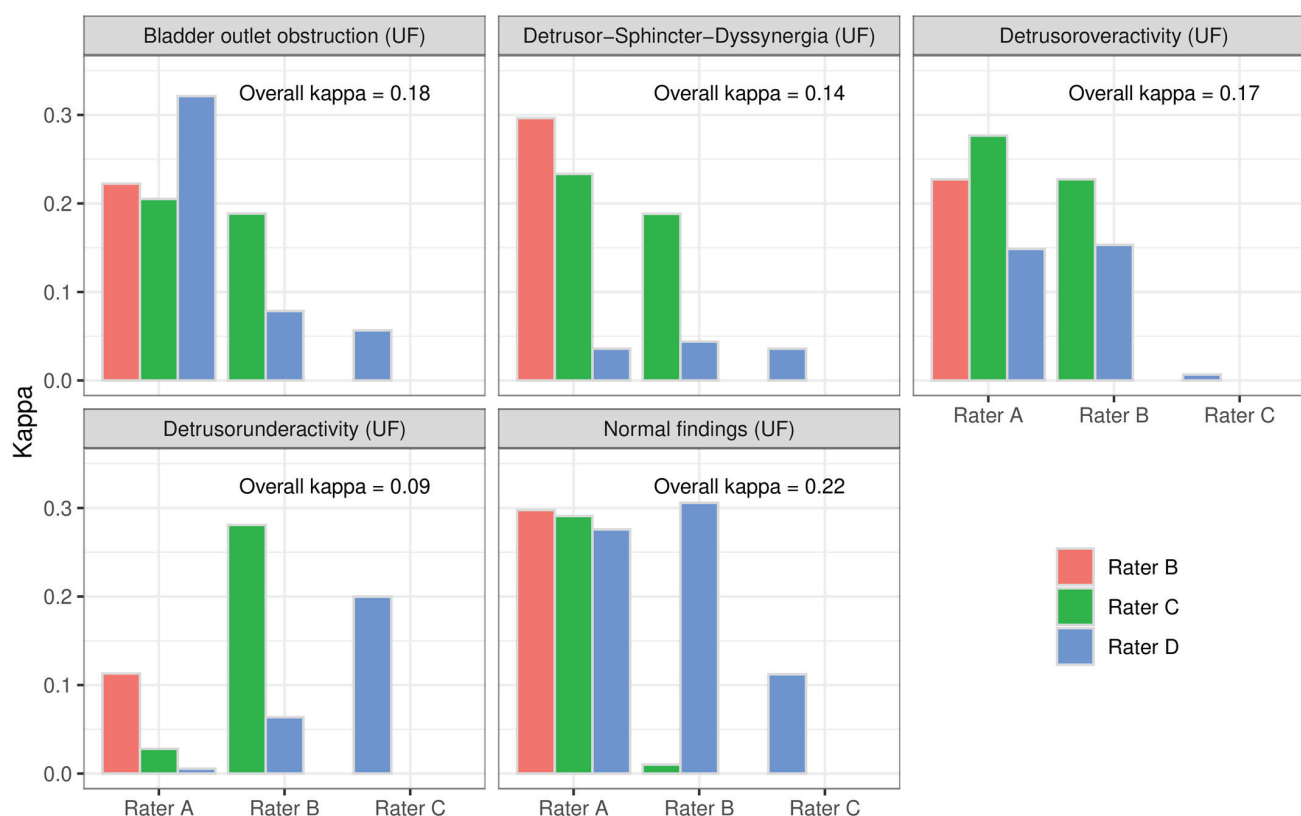 Bladder outlet obstruction (UF)
Detrusor−Sphincter−Dyssynergia (UF)
Detrusoroveractivity (UF)
Overall kappa = 0.18
Overall kappa = 0.14
Overall kappa = 0.17
0.3
0.2
0.1
0.0
Rater A
Rater B
Rater C
Kappa
Detrusorunderactivity (UF)
Normal findings (UF)
Overall kappa = 0.09
Overall kappa = 0.22
0.3
0.2
0.1
0.0
Rater B
Rater C
Rater D
Rater A
Rater B
Rater C
Rater A
Rater B
Rater C